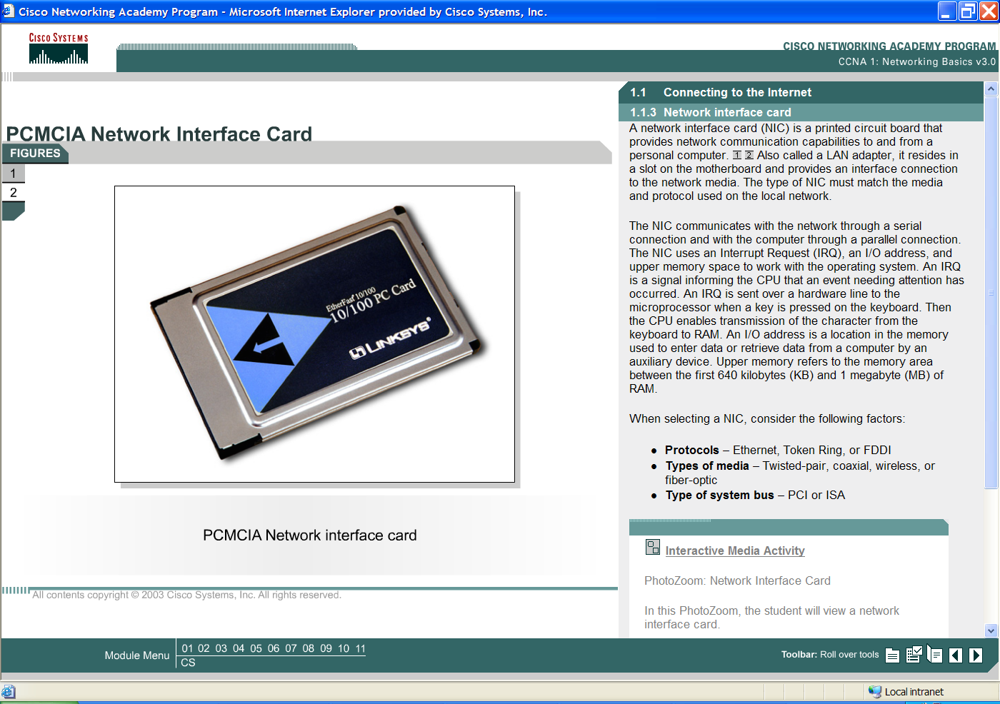 Cisco Networking Academy Program - Microsoft Internet Explorer provided by Cisco Systems, Inc.
CISCO SYSTEMS
CISCO NETWORKING ACADEMY PROGRAM
CCNA 1: Networking Basics v3.0
PCMCIA Network Interface Card
FIGURES
1
2
EtherFast 10/100
10/100 PC Card
LINKSYS®
PCMCIA Network interface card
All contents copyright © 2003 Cisco Systems, Inc. All rights reserved.
1.1 Connecting to the Internet
1.1.3 Network interface card
A network interface card (NIC) is a printed circuit board that
provides network communication capabilities to and from a
personal computer. 1 2 Also called a LAN adapter, it resides in
a slot on the motherboard and provides an interface connection
to the network media. The type of NIC must match the media
and protocol used on the local network.
The NIC communicates with the network through a serial
connection and with the computer through a parallel connection.
The NIC uses an Interrupt Request (IRQ), an I/O address, and
upper memory space to work with the operating system. An IRQ
is a signal informing the CPU that an event needing attention has
occurred. An IRQ is sent over a hardware line to the
microprocessor when a key is pressed on the keyboard. Then
the CPU enables transmission of the character from the
keyboard to RAM. An I/O address is a location in the memory
used to enter data or retrieve data from a computer by an
auxiliary device. Upper memory refers to the memory area
between the first 640 kilobytes (KB) and 1 megabyte (MB) of
RAM.
When selecting a NIC, consider the following factors:
● Protocols – Ethernet, Token Ring, or FDDI
● Types of media – Twisted-pair, coaxial, wireless, or
fiber-optic
● Type of system bus – PCI or ISA
Interactive Media Activity
PhotoZoom: Network Interface Card
In this PhotoZoom, the student will view a network
interface card.
Module Menu
01 02 03 04 05 06 07 08 09 10 11
CS
Toolbar: Roll over tools
Local intranet